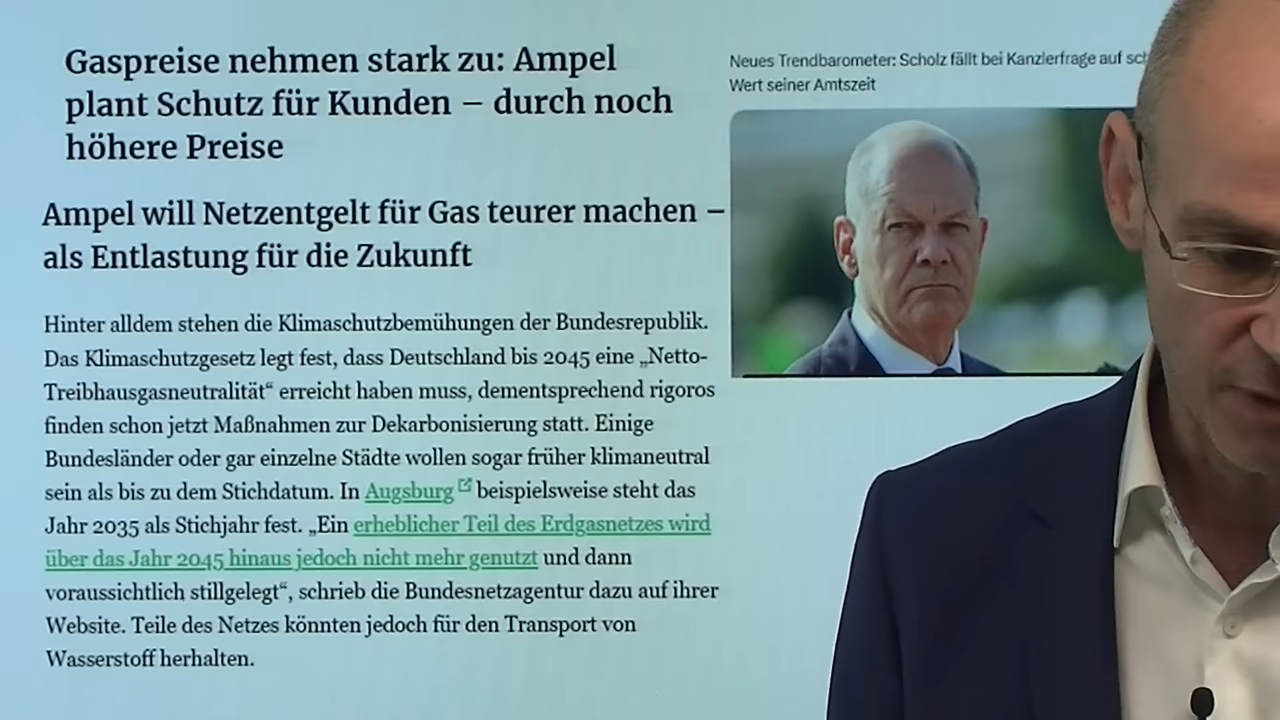 Gaspreise nehmen stark zu: Ampel
plant Schutz für Kunden – durch noch
höhere Preise
Ampel will Netzentgelt für Gas teurer machen –
als Entlastung für die Zukunft
Hinter alldem stehen die Klimaschutzbemühungen der Bundesrepublik.
Das Klimaschutzgesetz legt fest, dass Deutschland bis 2045 eine „Netto-
Treibhausgasneutralität“ erreicht haben muss, dementsprechend rigoros
finden schon jetzt Maßnahmen zur Dekarbonisierung statt. Einige
Bundesländer oder gar einzelne Städte wollen sogar früher klimaneutral
sein als bis zu dem Stichdatum. In Augsburg beispielsweise steht das
Jahr 2035 als Stichjahr fest. „Ein erheblicher Teil des Erdgasnetzes wird
über das Jahr 2045 hinaus jedoch nicht mehr genutzt und dann
voraussichtlich stillgelegt“, schrieb die Bundesnetzagentur dazu auf ihrer
Website. Teile des Netzes könnten jedoch für den Transport von
Wasserstoff herhalten.
Neues Trendbarometer: Scholz fällt bei Kanzlerfrage auf
Wert seiner Amtszeit